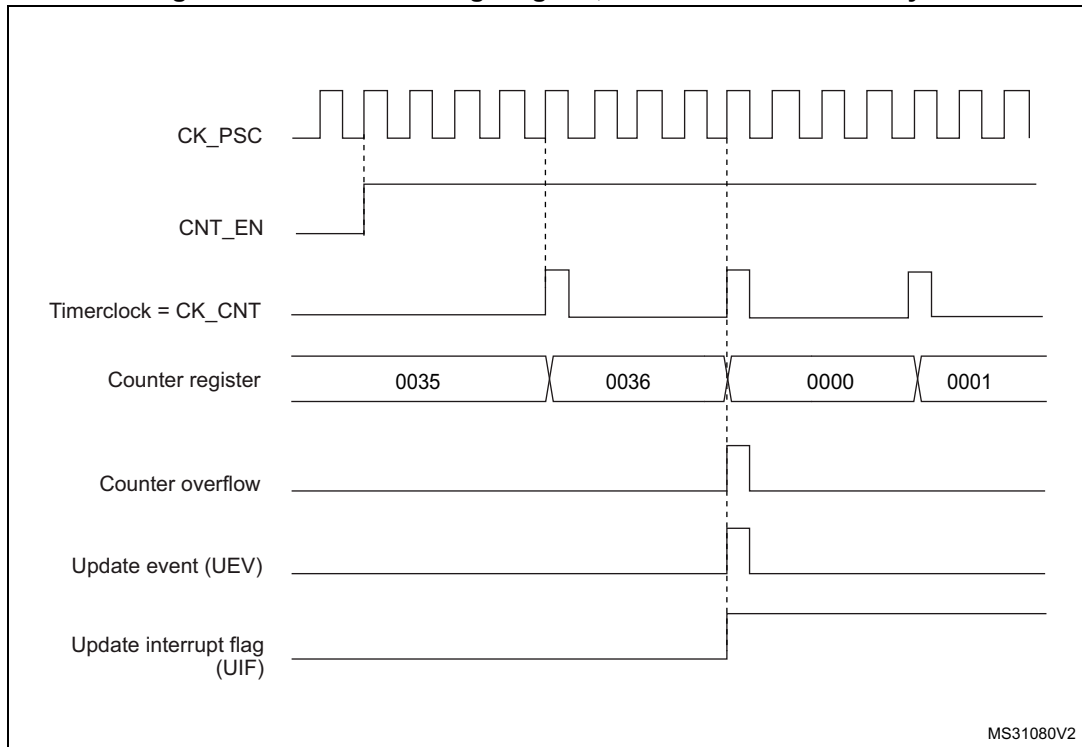 CK_PSC
CNT_EN
Timerclock = CK_CNT
Counter register
0035
0036
0000
0001
Counter overflow
Update event (UEV)
Update interrupt flag
(UIF)
MS31080V2